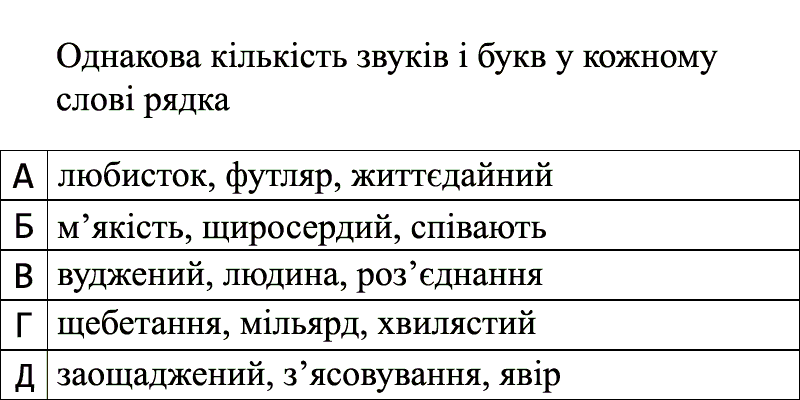 Однакова кількість звуків і букв у кожному
слові рядка
А любисток, футляр, життєдайний
Б м’якість, щиросердий, співають
В вуджений, людина, роз’єднання
Г щебетання, мільярд, хвилястий
Д заощаджений, з’ясовування, явір